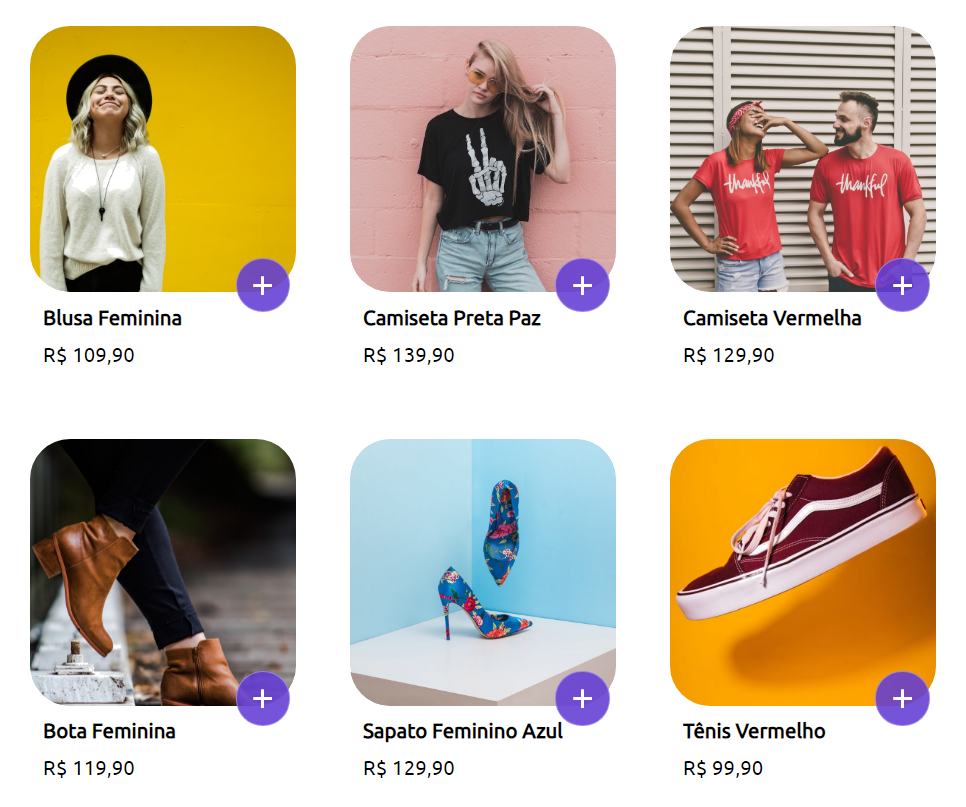 thankful thankful
Blusa Feminina Camiseta Preta Paz Camiseta Vermelha
R$ 109,90 R$ 139,90 R$ 129,90
Bota Feminina Sapato Feminino Azul Tênis Vermelho
R$ 119,90 R$ 129,90 R$ 99,90